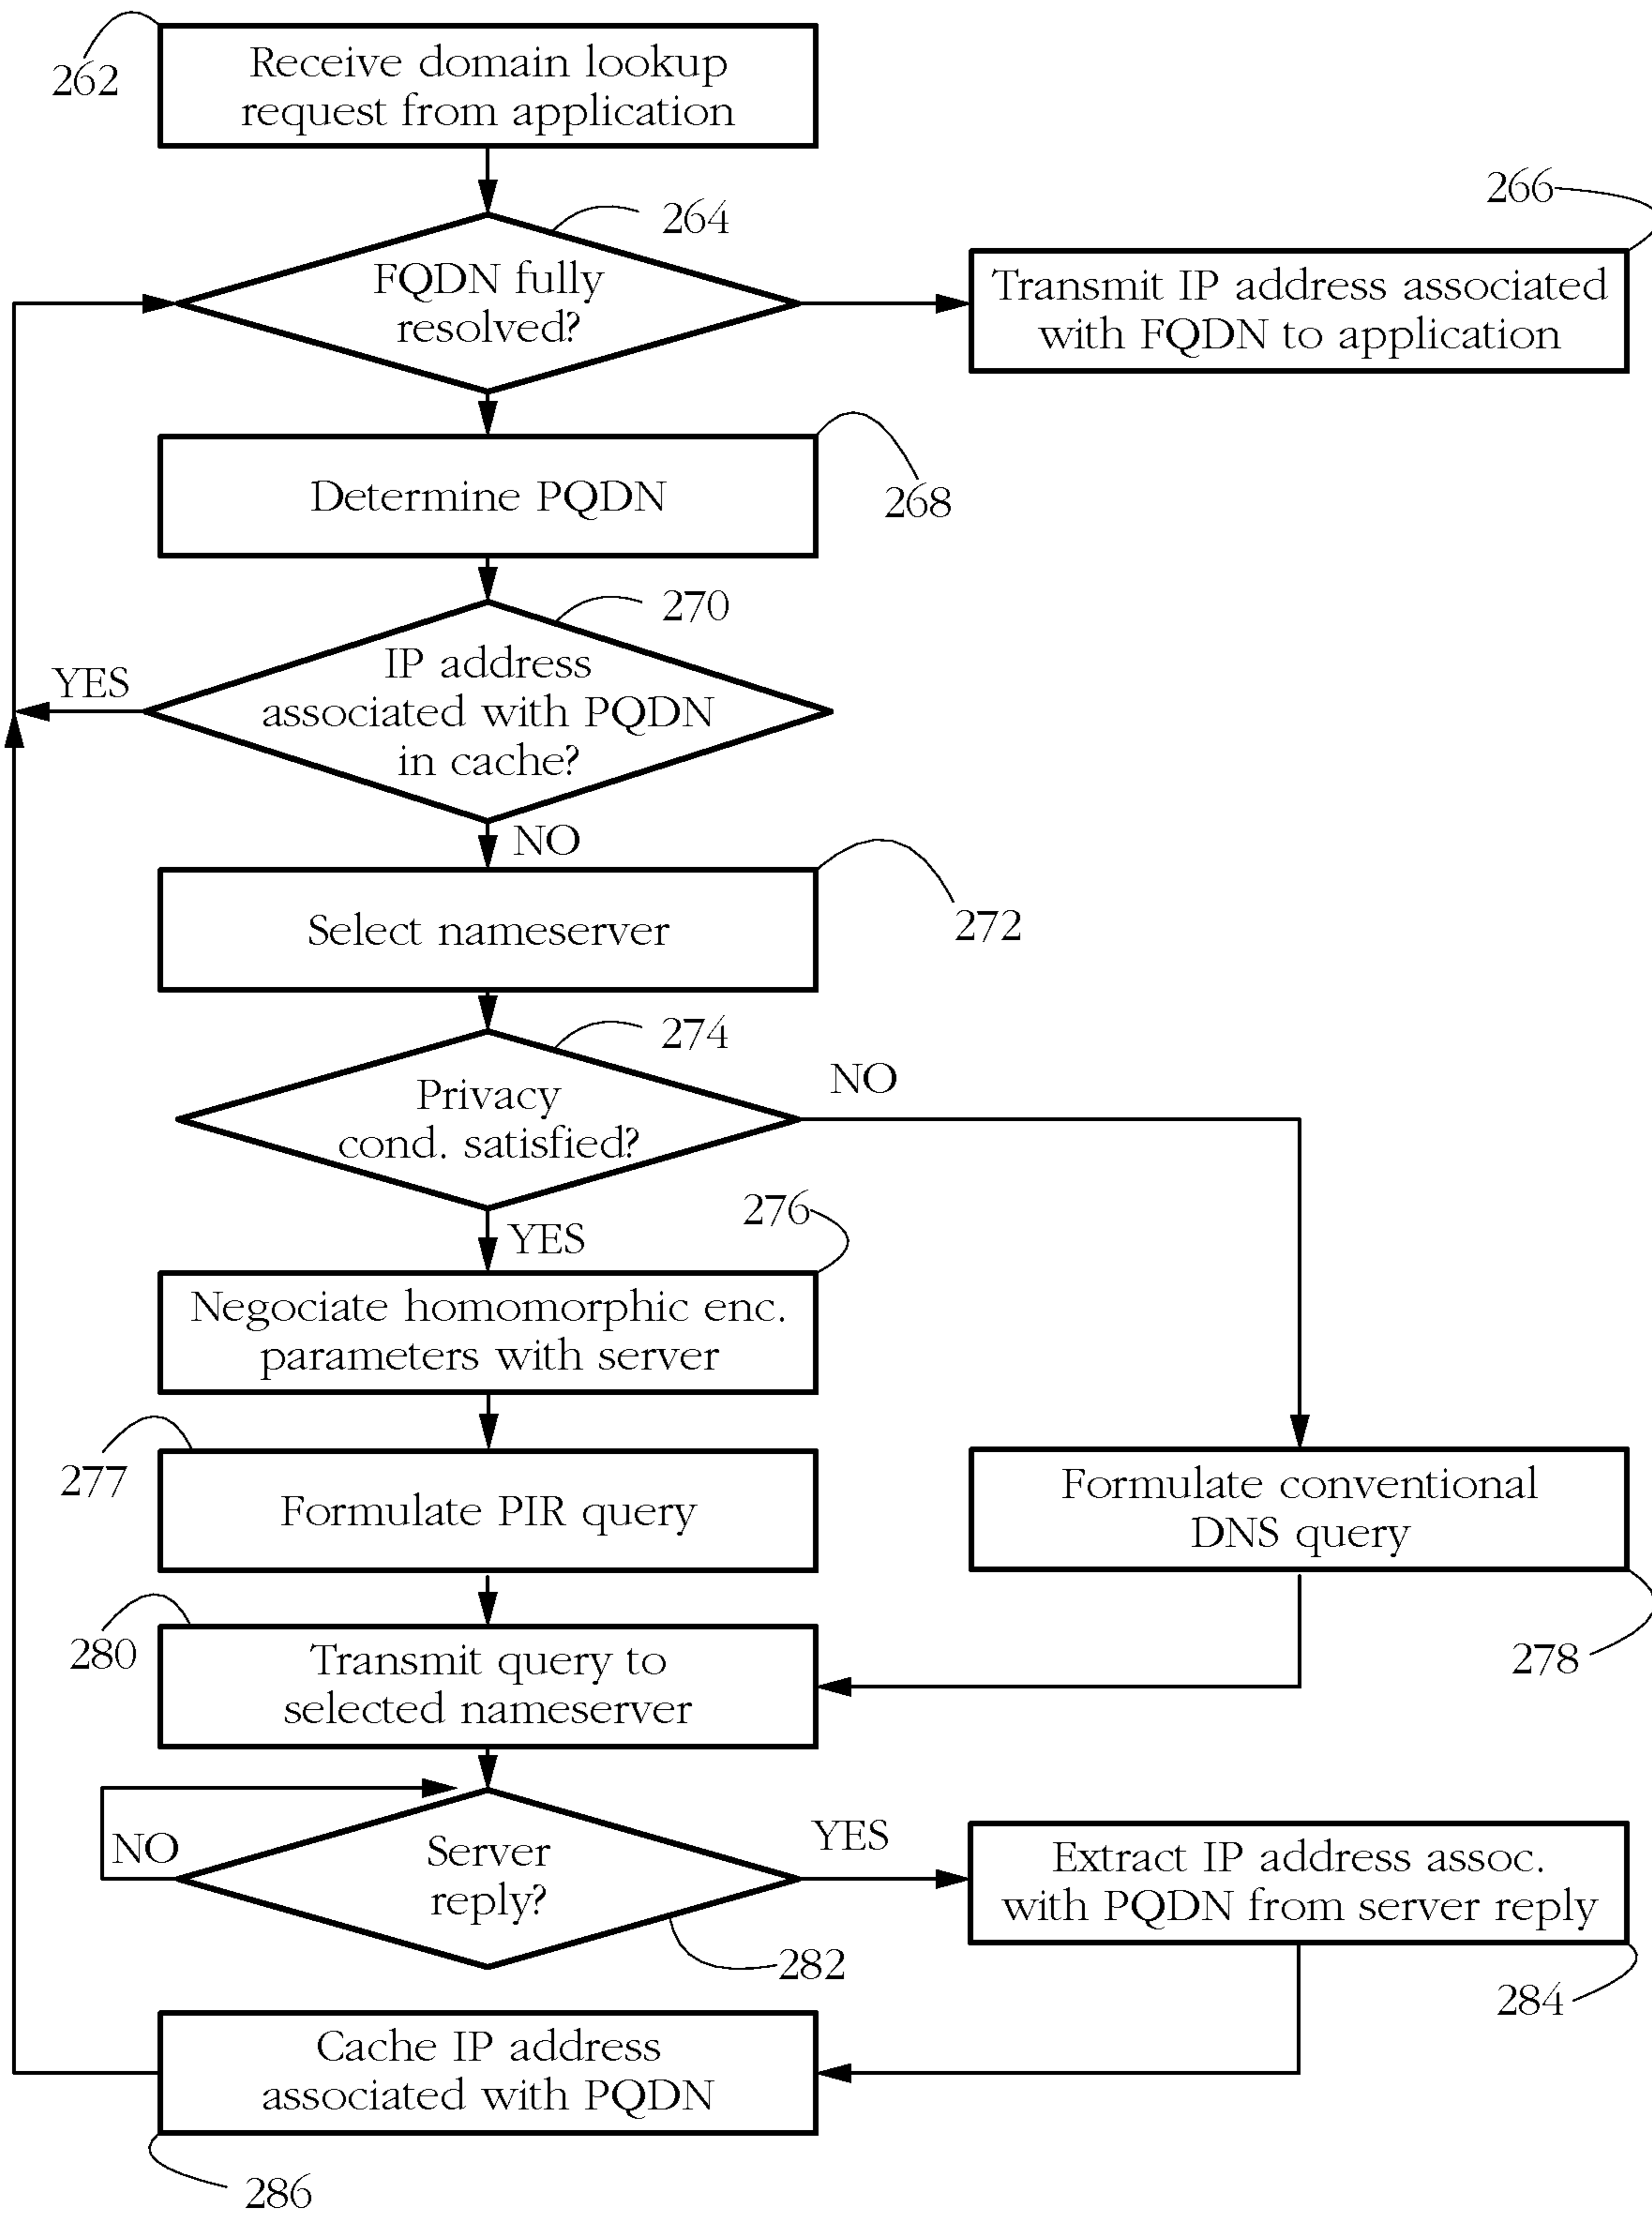 262
Receive domain lookup
request from application
264
FQDN fully
resolved?
266
Transmit IP address associated
with FQDN to application
Determine PQDN
268
270
IP address
associated with PQDN
in cache?
YES
NO
Select nameserver
272
274
Privacy
cond. satisfied?
NO
YES
276
Negociate homomorphic enc.
parameters with server
277
Formulate PIR query
Formulate conventional
DNS query
278
280
Transmit query to
selected nameserver
NO
Server
reply?
YES
282
Extract IP address assoc.
with PQDN from server reply
284
Cache IP address
associated with PQDN
286